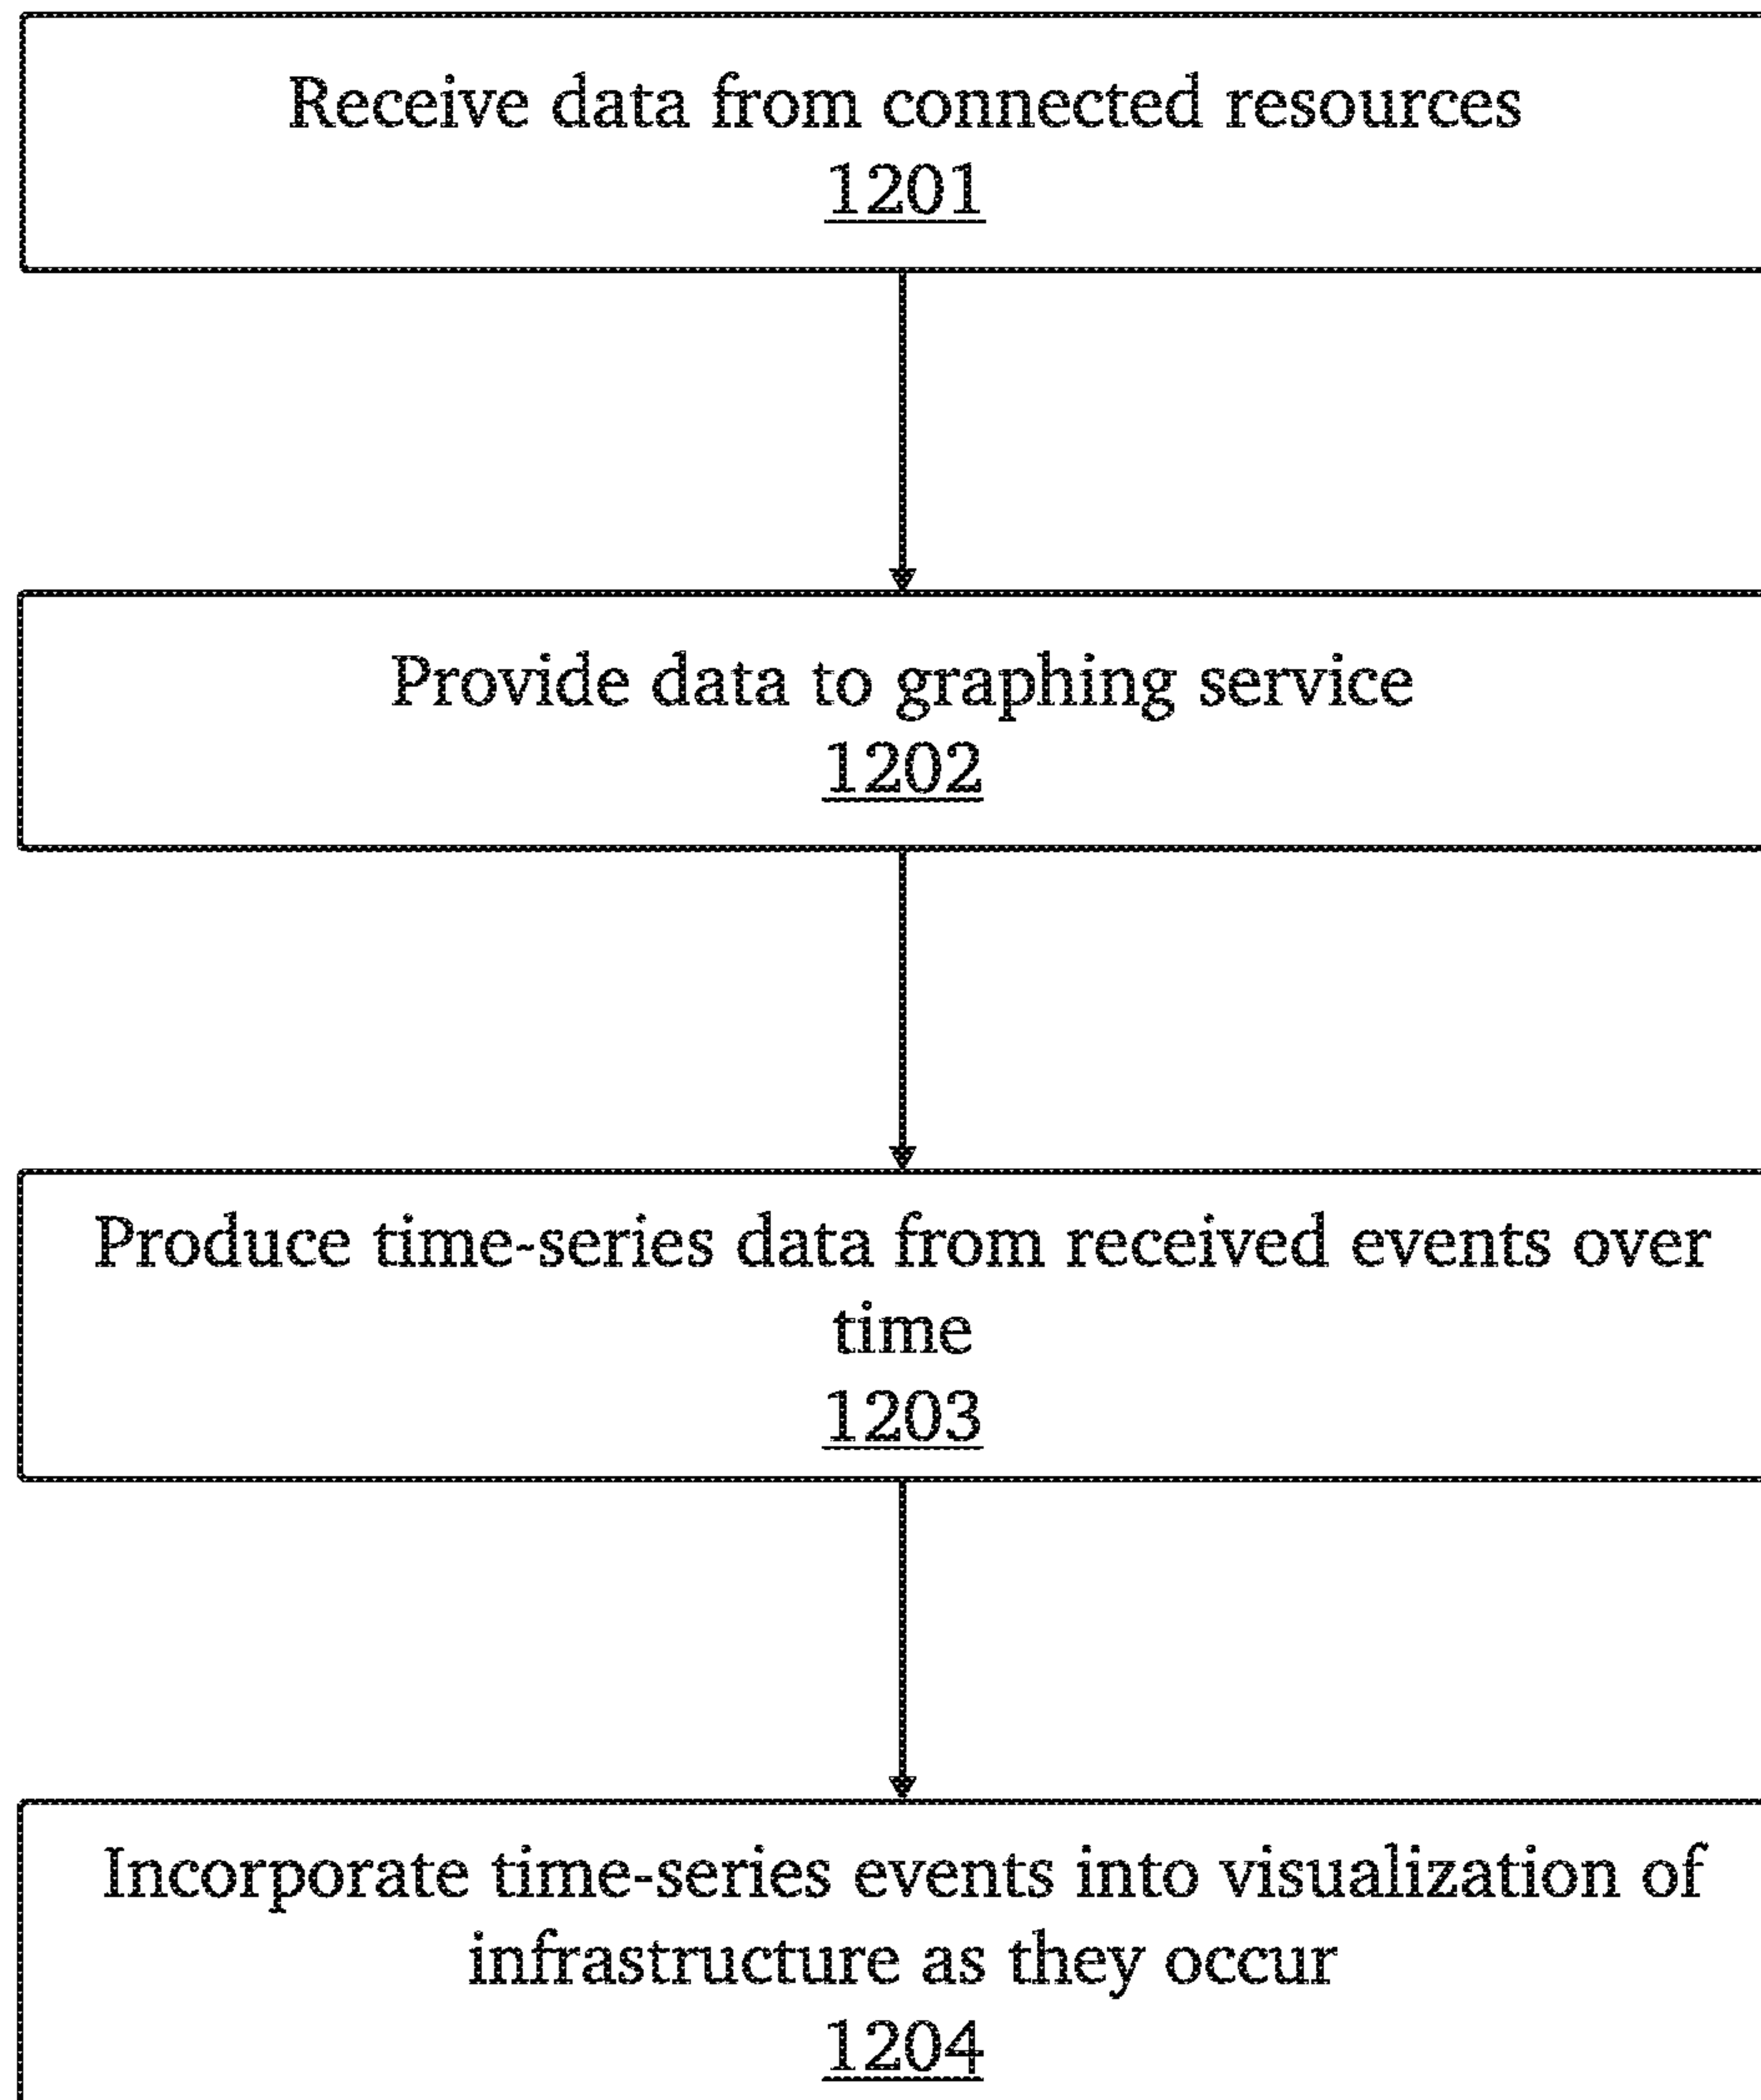 Receive data from connected resources
1201
Provide data to graphing service
1202
Produce time-series data from received events over
time
1203
Incorporate time-series events into visualization of
infrastructure as they occur
1204